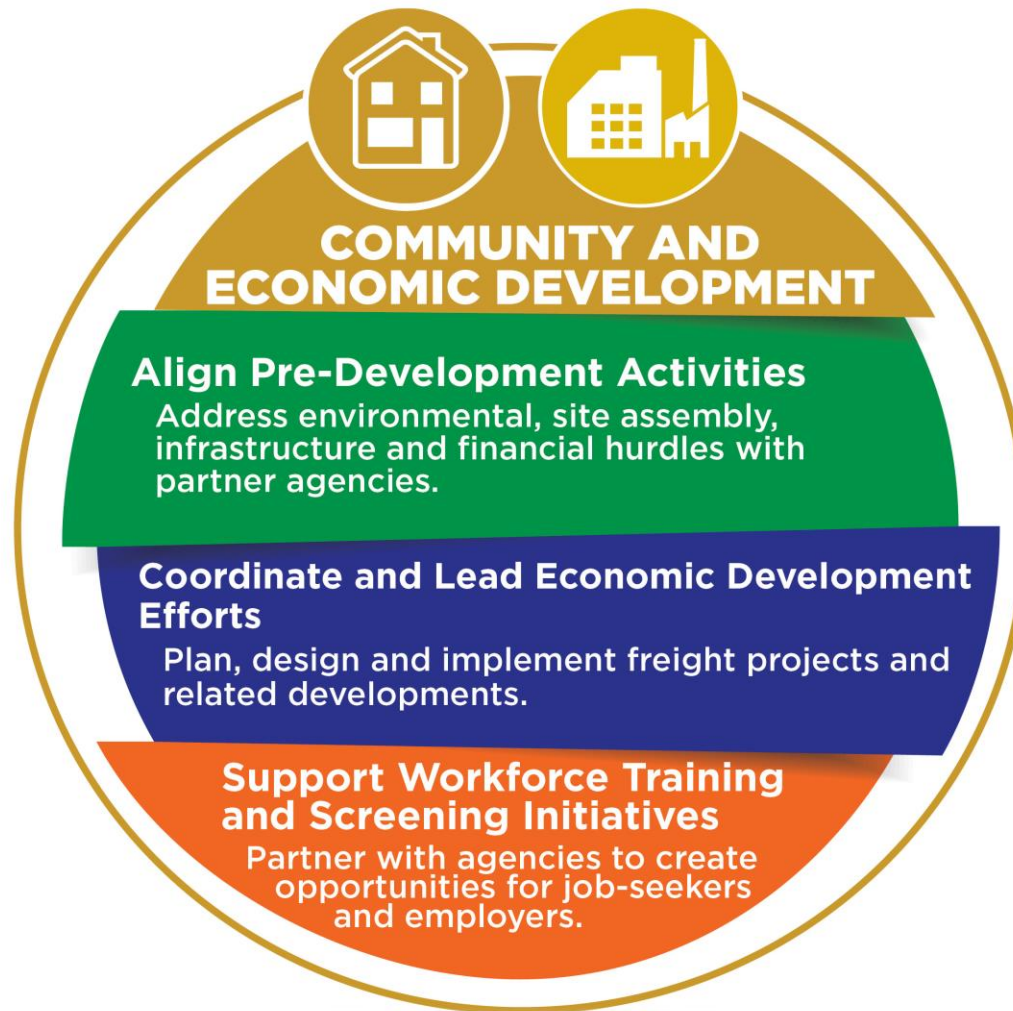 COMMUNITY AND
ECONOMIC DEVELOPMENT
Align Pre-Development Activities
Address environmental, site assembly,
infrastructure and financial hurdles with
partner agencies.
Coordinate and Lead Economic Development
Efforts
Plan, design and implement freight projects and
related developments.
Support Workforce Training
and Screening Initiatives
Partner with agencies to create
opportunities for job-seekers
and employers.